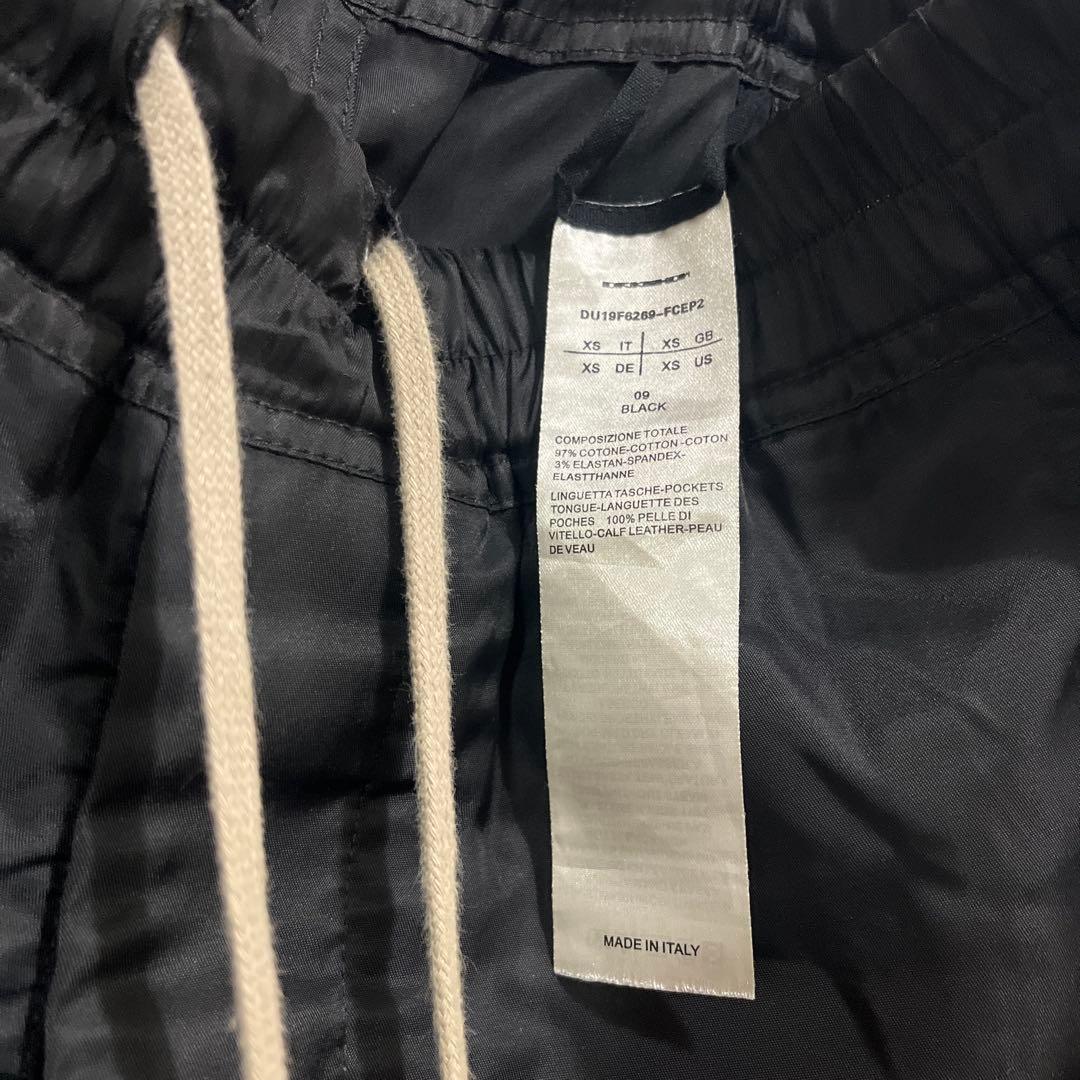 DU19F6269-FCEP2
XS IT XS GB
XS DE XS US
09
BLACK
COMPOSIZIONE TOTALE
97% COTONE-COTTON-COTON
3% ELASTAN-SPANDEX-
ELASTTHANNE
LINGUETTA TASCHE-POCKETS
TONGUE-LANGUETTE DES
POCHES 100% PELLE DI
VITELLO-CALF LEATHER-PEAU
DE VEAU
MADE IN ITALY